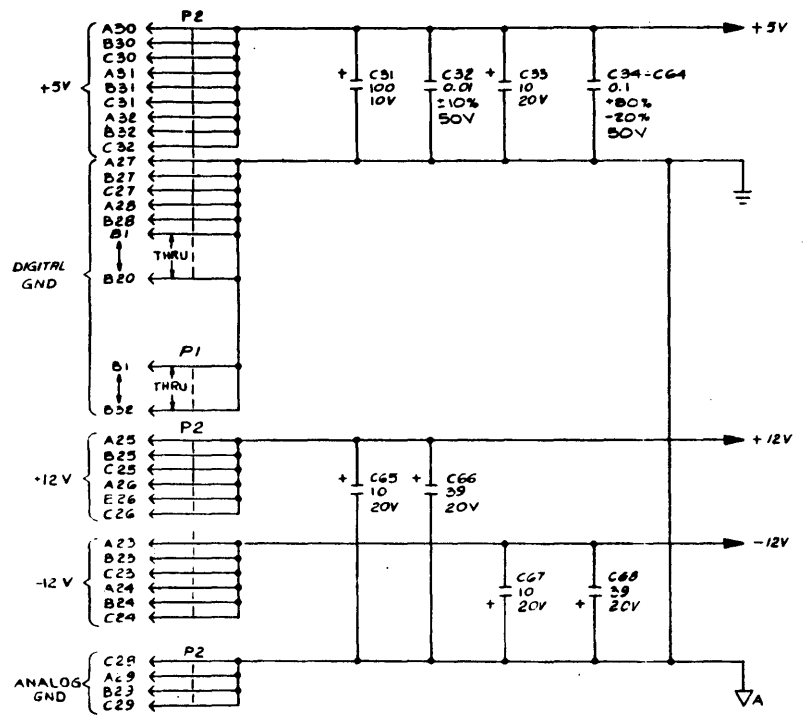 P2
A30
B30
C30
A31
+5V B31
C31
A32
B32
C32
+5V
+ C31
100
10V
C32
0.01
±10%
50V
+ C33
10
20V
C34-C64
0.1
+80%
-20%
50V
A27
B27
C27
A28
B28
B1
THRU
DIGITAL
GND
B20
P1
B1
THRU
B32
P2
A25
B25
C25
+12V
A26
C26
+12V
+ C65
10
20V
+ C66
39
20V
A23
B23
C23
-12V
A24
B24
C24
-12V
C67
10
+ 20V
C68
39
+ 20V
P2
C28
A29
ANALOG
GND
C29
A